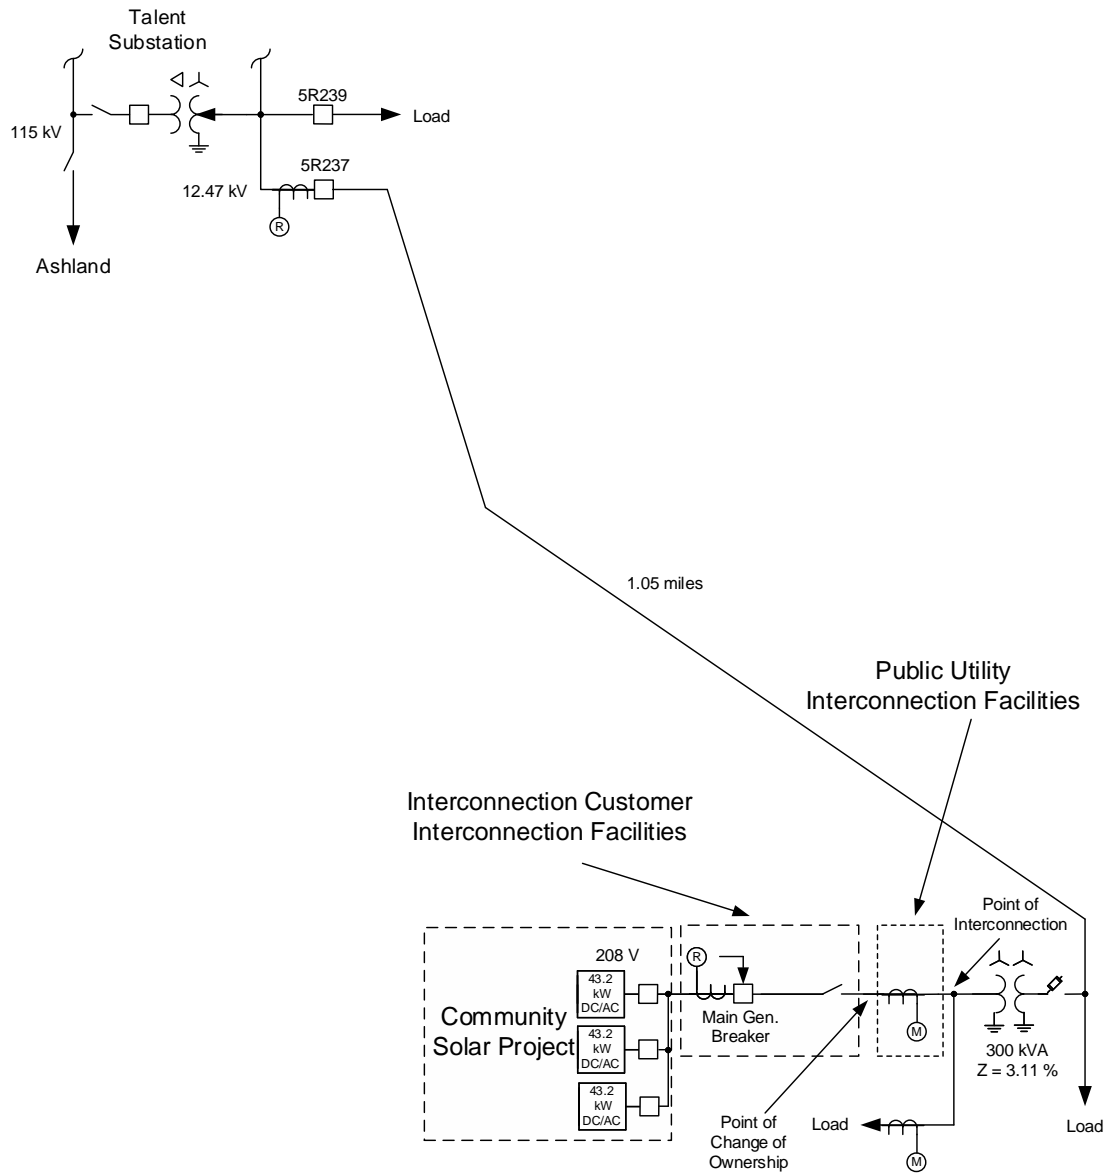 Talent
Substation
5R239
Load
115 kV
5R237
12.47 kV
R
Ashland
1.05 miles
Public Utility
Interconnection Facilities
Interconnection Customer
Interconnection Facilities
Point of
Interconnection
208 V
R
43.2
kW
DC/AC
Main Gen.
Breaker
M
Community
Solar Project
43.2
kW
DC/AC
300 kVA
Z = 3.11 %
43.2
kW
DC/AC
Load
Point of
Change of
Ownership
M
Load